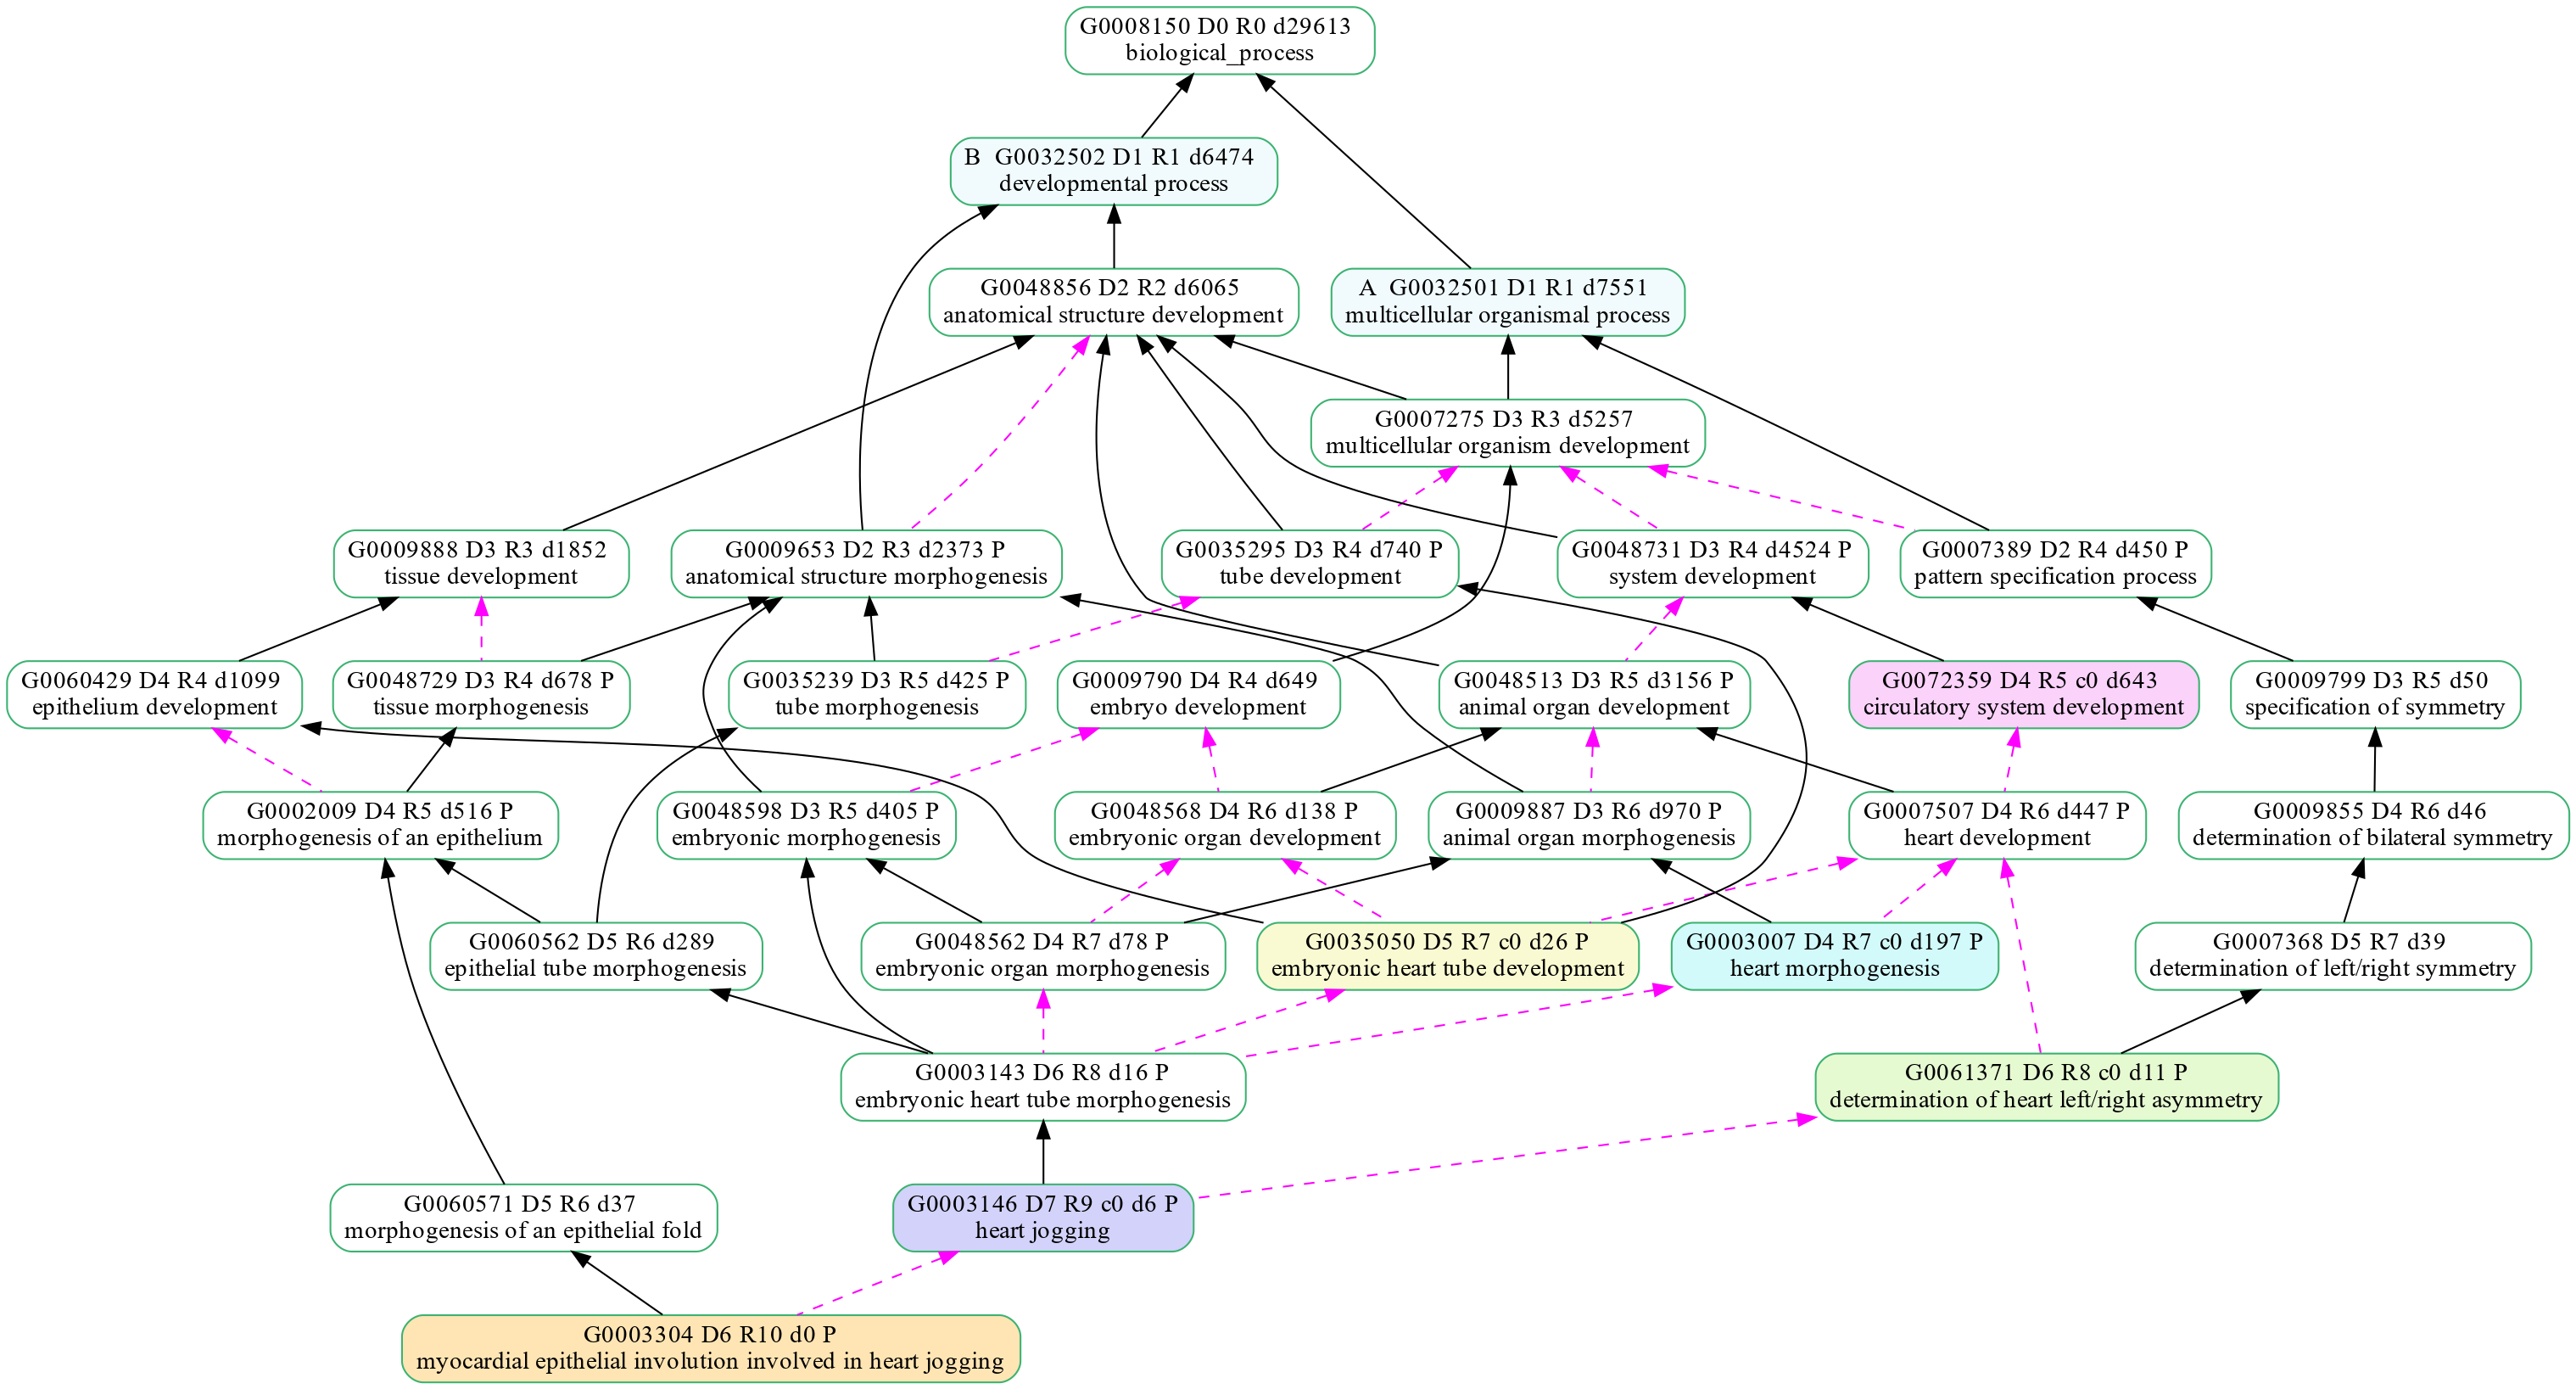 G0008150 D0 R0 d29613
biological_process
B  G0032502 D1 R1 d6474
developmental process
G0048856 D2 R2 d6065
anatomical structure development
A  G0032501 D1 R1 d7551
multicellular organismal process
G0007275 D3 R3 d5257
multicellular organism development
G0009888 D3 R3 d1852
tissue development
G0009653 D2 R3 d2373 P
anatomical structure morphogenesis
G0035295 D3 R4 d740 P
tube development
G0048731 D3 R4 d4524 P
system development
G0007389 D2 R4 d450 P
pattern specification process
G0060429 D4 R4 d1099
epithelium development
G0048729 D3 R4 d678 P
tissue morphogenesis
G0035239 D3 R5 d425 P
tube morphogenesis
G0009790 D4 R4 d649
embryo development
G0048513 D3 R5 d3156 P
animal organ development
G0072359 D4 R5 c0 d643
circulatory system development
G0009799 D3 R5 d50
specification of symmetry
G0002009 D4 R5 d516 P
morphogenesis of an epithelium
G0048598 D3 R5 d405 P
embryonic morphogenesis
G0048568 D4 R6 d138 P
embryonic organ development
G0009887 D3 R6 d970 P
animal organ morphogenesis
G0007507 D4 R6 d447 P
heart development
G0009855 D4 R6 d46
determination of bilateral symmetry
G0060562 D5 R6 d289
epithelial tube morphogenesis
G0048562 D4 R7 d78 P
embryonic organ morphogenesis
G0035050 D5 R7 c0 d26 P
embryonic heart tube development
G0003007 D4 R7 c0 d197 P
heart morphogenesis
G0007368 D5 R7 d39
determination of left/right symmetry
G0003143 D6 R8 d16 P
embryonic heart tube morphogenesis
G0061371 D6 R8 c0 d11 P
determination of heart left/right asymmetry
G0060571 D5 R6 d37
morphogenesis of an epithelial fold
G0003146 D7 R9 c0 d6 P
heart jogging
G0003304 D6 R10 d0 P
myocardial epithelial involution involved in heart jogging